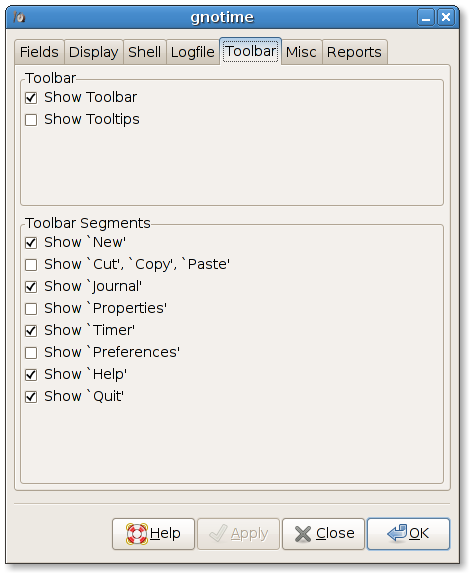 gnotime
Fields Display Shell Logfile Toolbar Misc Reports
Toolbar
Show Toolbar
Show Tooltips
Toolbar Segments
Show `New'
Show `Cut', `Copy', `Paste'
Show `Journal'
Show `Properties'
Show `Timer'
Show `Preferences'
Show `Help'
Show `Quit'
Help Apply Close OK